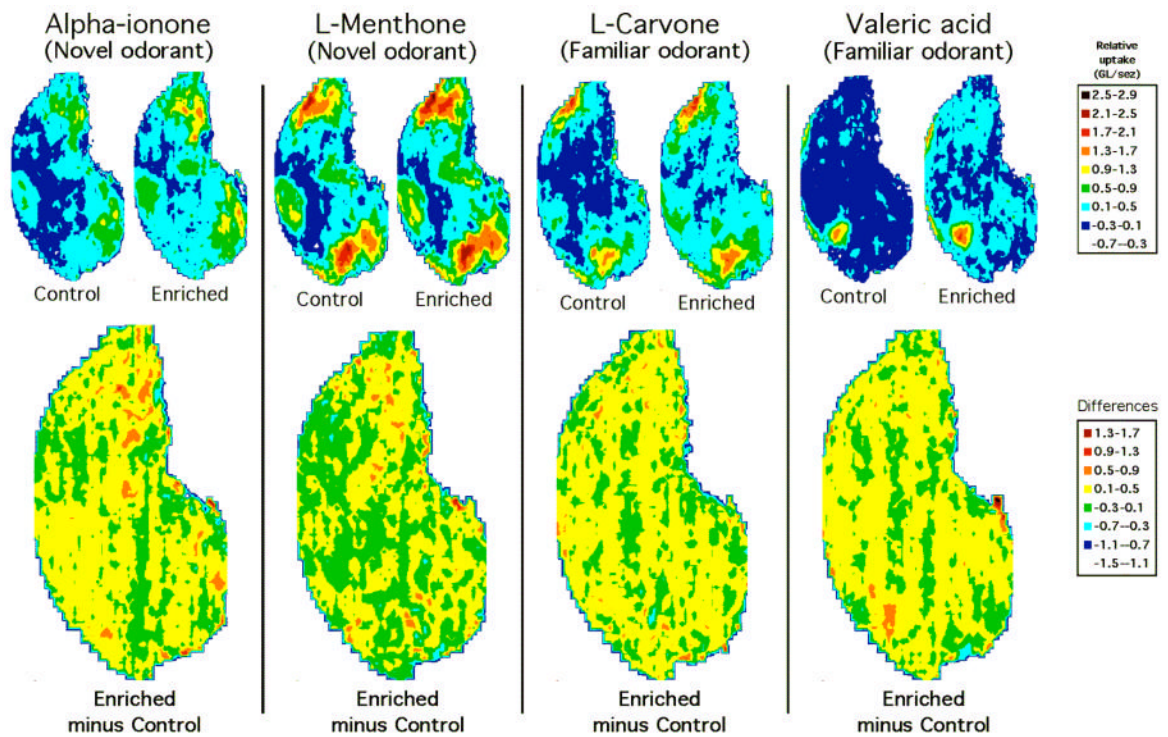 Alpha-ionone
(Novel odorant)
L-Menthone
(Novel odorant)
L-Carvone
(Familiar odorant)
Valeric acid
(Familiar odorant)
Relative
uptake
(GL/sez)
2.5-2.9
2.1-2.5
1.7-2.1
1.3-1.7
0.9-1.3
0.5-0.9
0.1-0.5
-0.3-0.1
-0.7--0.3
Control
Enriched
Control
Enriched
Control
Enriched
Control
Enriched
Differences
1.3-1.7
0.9-1.3
0.5-0.9
0.1-0.5
-0.3-0.1
-0.7--0.3
-1.1--0.7
-1.5--1.1
Enriched
minus Control
Enriched
minus Control
Enriched
minus Control
Enriched
minus Control